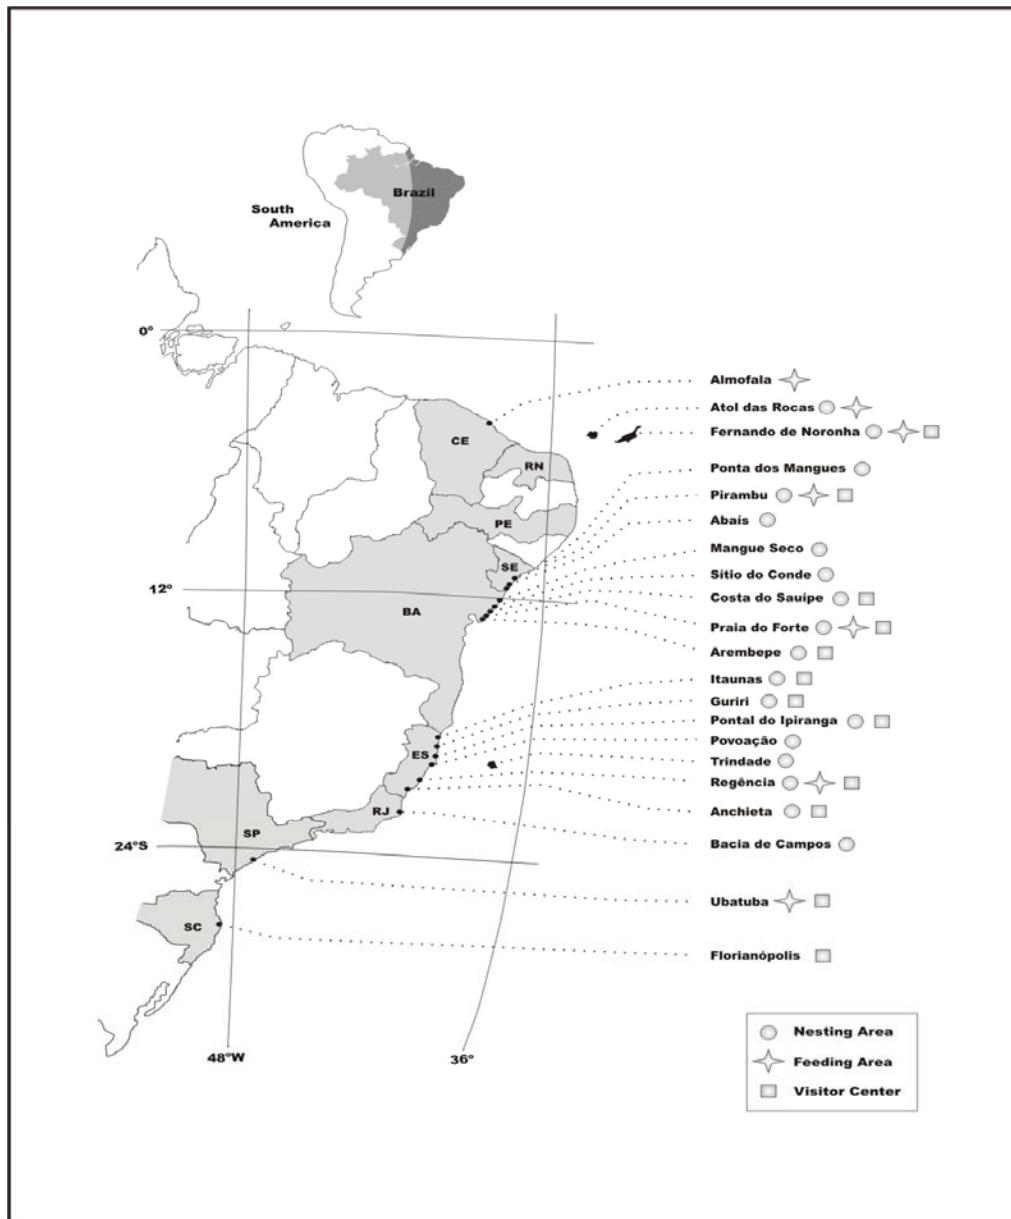 South
America
Brazil
0°
12°
24°S
48°W
36°
CE
RN
PE
SE
BA
ES
RJ
SP
SC
Almofala
Atol das Rocas
Fernando de Noronha
Ponta dos Mangues
Pirambu
Abaís
Mangue Seco
Sítio do Conde
Costa do Sauípe
Praia do Forte
Arembepe
Itaunas
Guriri
Pontal do Ipiranga
Povoação
Trindade
Regência
Anchieta
Bacia de Campos
Ubatuba
Florianópolis
Nesting Area
Feeding Area
Visitor Center